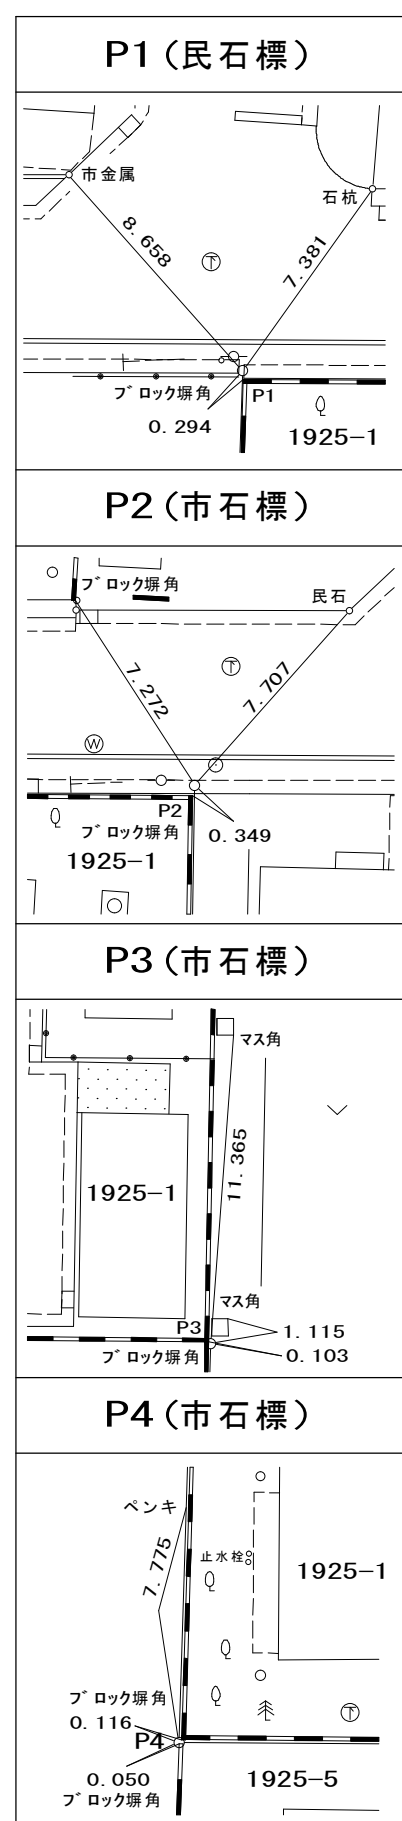 P1(民石標)
市金属
石杭
8.658
下
7.381
ブロック塀角
P1
0.294
1925-1
P2(市石標)
ブロック塀角
民石
7.272
下
7.707
W
P2
ブロック塀角
0.349
1925-1
P3(市石標)
マス角
11.365
1925-1
マス角
P3
1.115
ブロック塀角
0.103
P4(市石標)
ペンキ
7.775
止水栓
1925-1
ブロック塀角
0.116
下
P4
0.050
1925-5
ブロック塀角